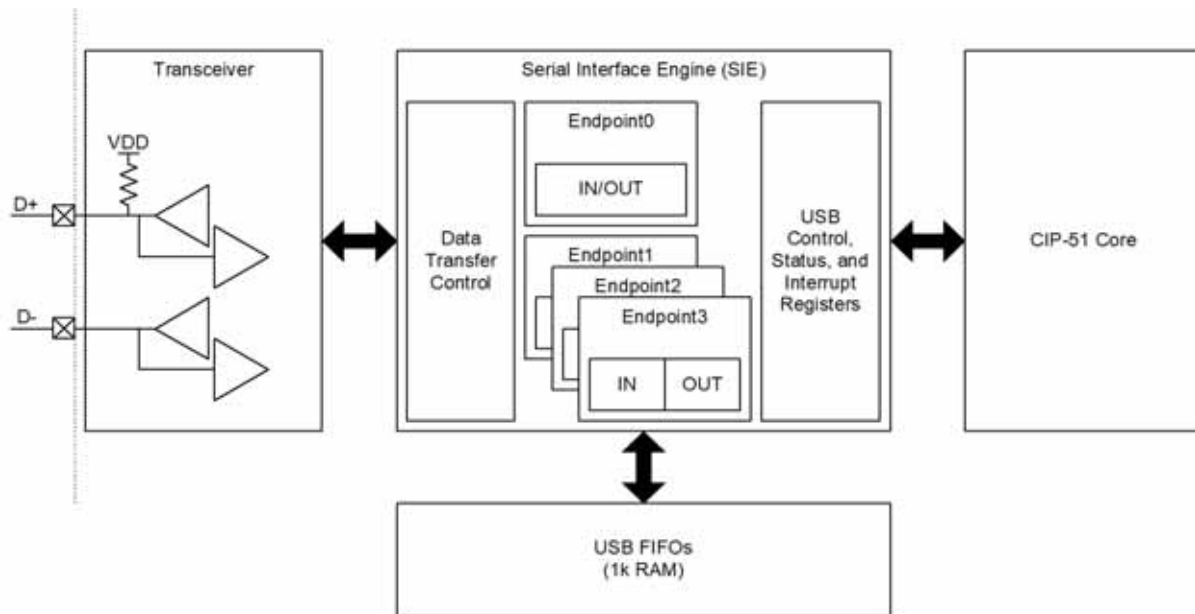 Transceiver
VDD
D+
D-
Serial Interface Engine (SIE)
Data
Transfer
Control
Endpoint0
IN/OUT
Endpoint1
Endpoint2
Endpoint3
IN OUT
USB
Control,
Status, and
Interrupt
Registers
CIP-51 Core
USB FIFOs
(1k RAM)